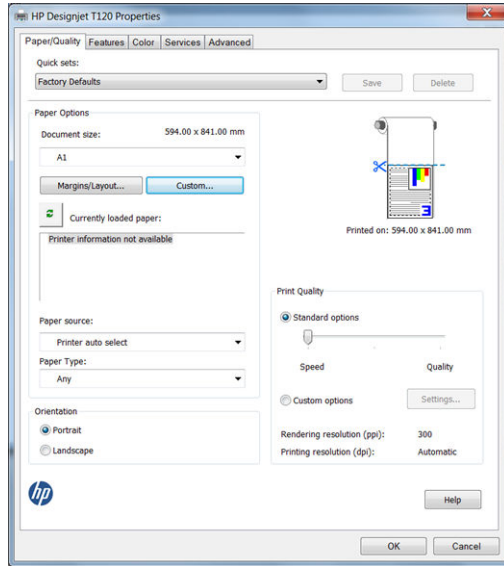 HP Designjet T120 Properties
Paper/Quality Features Color Services Advanced
Quick sets:
Factory Defaults
Save Delete
Paper Options
Document size: 594.00 x 841.00 mm
A1
Margins/Layout... Custom...
Currently loaded paper:
Printer information not available
Paper source:
Printer auto select
Paper Type:
Any
Orientation
Portrait
Landscape
3
Printed on: 594.00 x 841.00 mm
Print Quality
Standard options
Speed Quality
Custom options Settings...
Rendering resolution (ppi): 300
Printing resolution (dpi): Automatic
hp
Help
OK Cancel